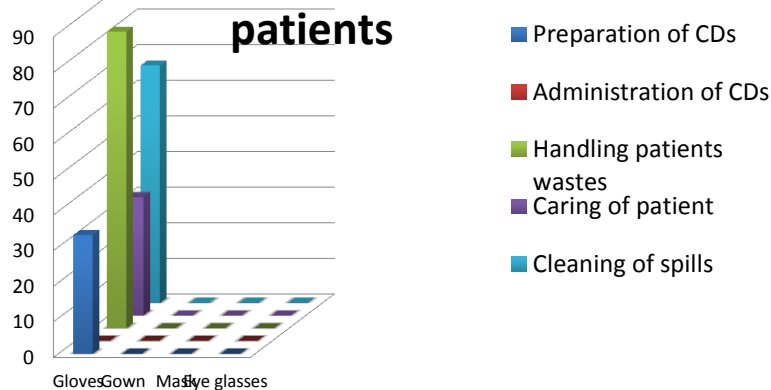 patients
90
80
70
60
50
40
30
20
10
0
Gloves Gown Mask Eye glasses
Preparation of CDs
Administration of CDs
Handling patients
wastes
Caring of patient
Cleaning of spills